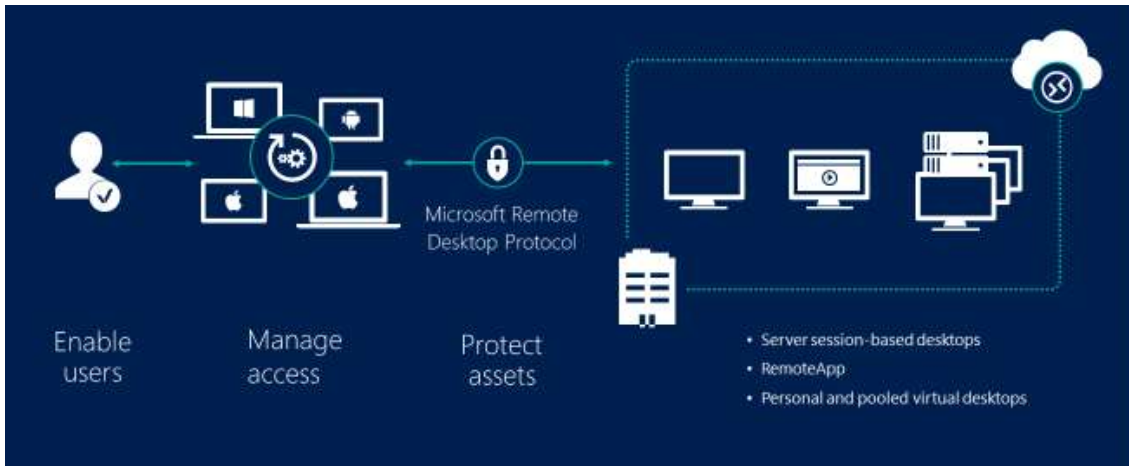 Microsoft Remote
Desktop Protocol
Enable
users
Manage
access
Protect
assets
• Server session-based desktops
• RemoteApp
• Personal and pooled virtual desktops